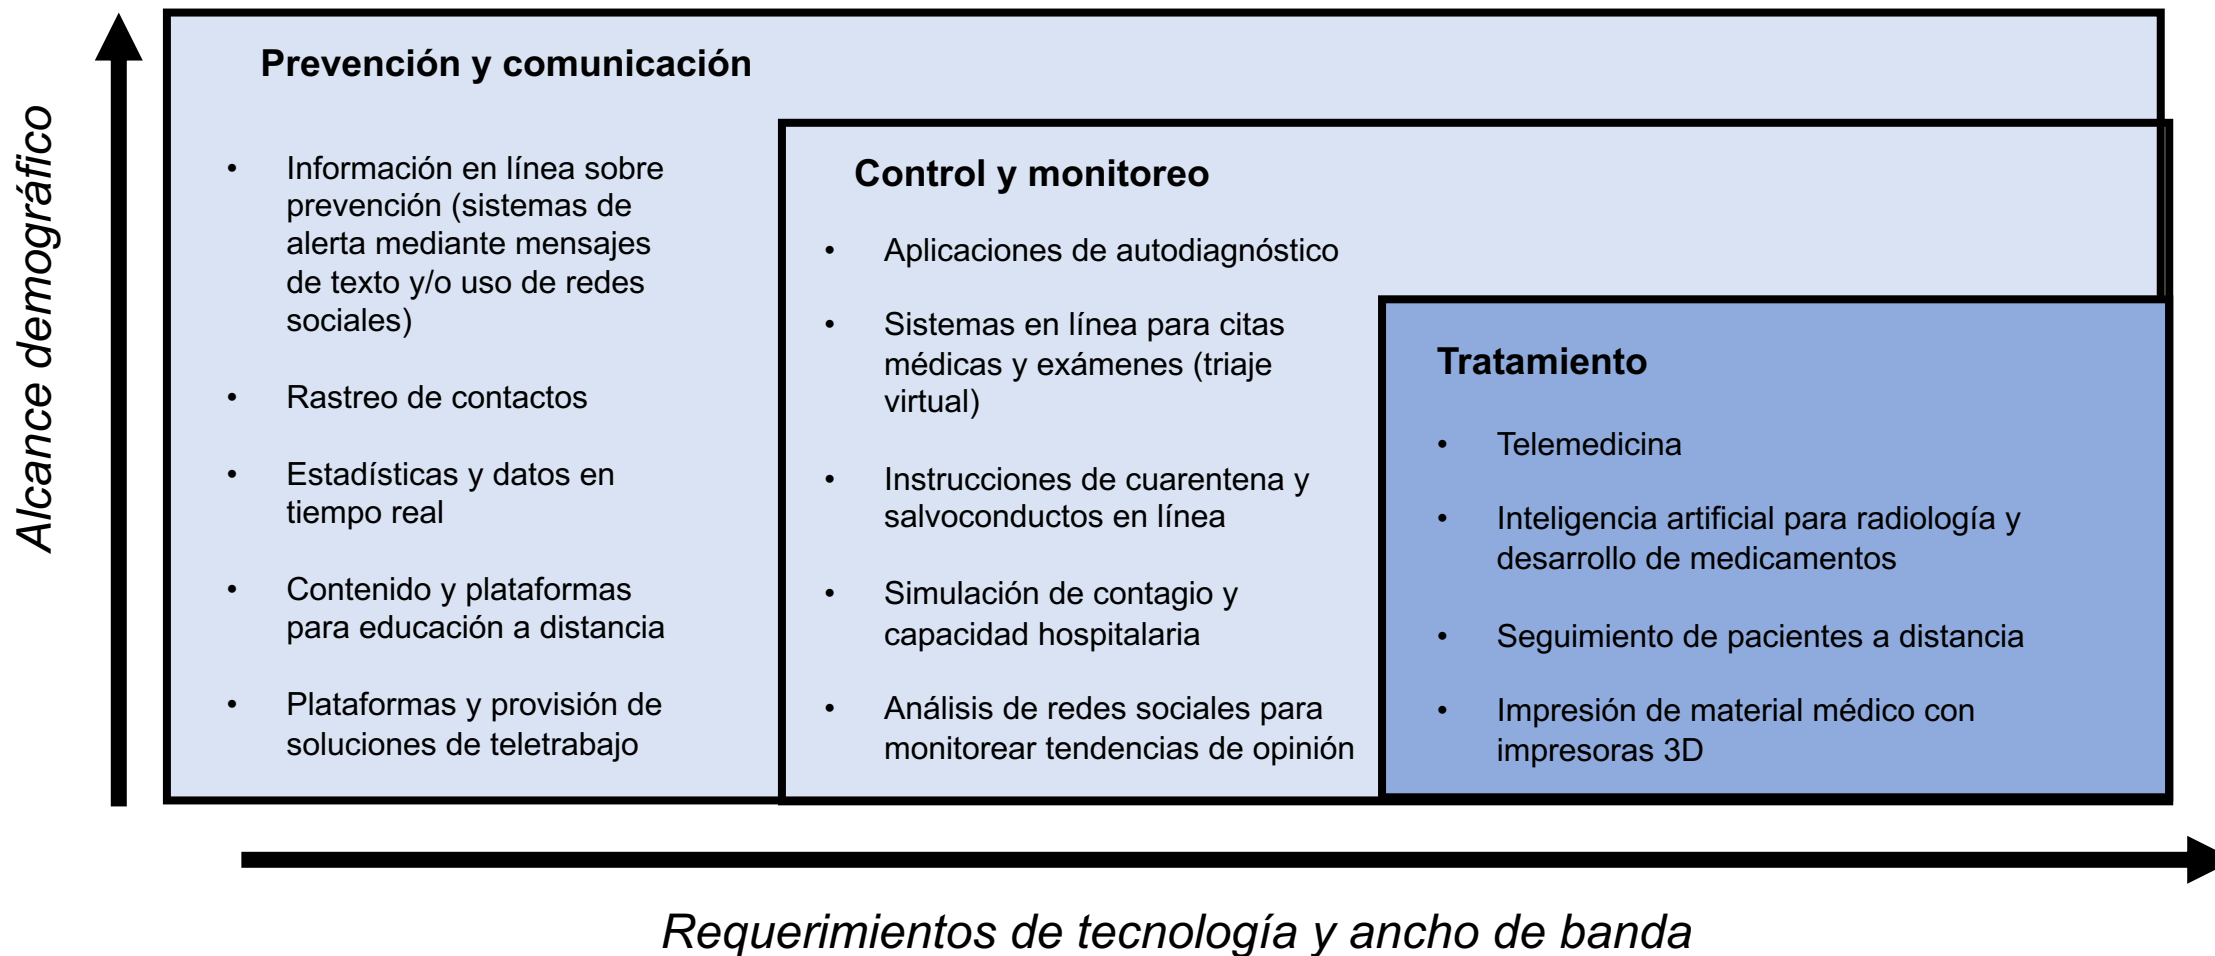 Alcance demográfico
Prevención y comunicación
• Información en línea sobre
prevención (sistemas de
alerta mediante mensajes
de texto y/o uso de redes
sociales)
• Rastreo de contactos
• Estadísticas y datos en
tiempo real
• Contenido y plataformas
para educación a distancia
• Plataformas y provisión de
soluciones de teletrabajo
Control y monitoreo
• Aplicaciones de autodiagnóstico
• Sistemas en línea para citas
médicas y exámenes (triaje
virtual)
• Instrucciones de cuarentena y
salvoconductos en línea
• Simulación de contagio y
capacidad hospitalaria
• Análisis de redes sociales para
monitorear tendencias de opinión
Tratamiento
• Telemedicina
• Inteligencia artificial para radiología y
desarrollo de medicamentos
• Seguimiento de pacientes a distancia
• Impresión de material médico con
impresoras 3D
Requerimientos de tecnología y ancho de banda